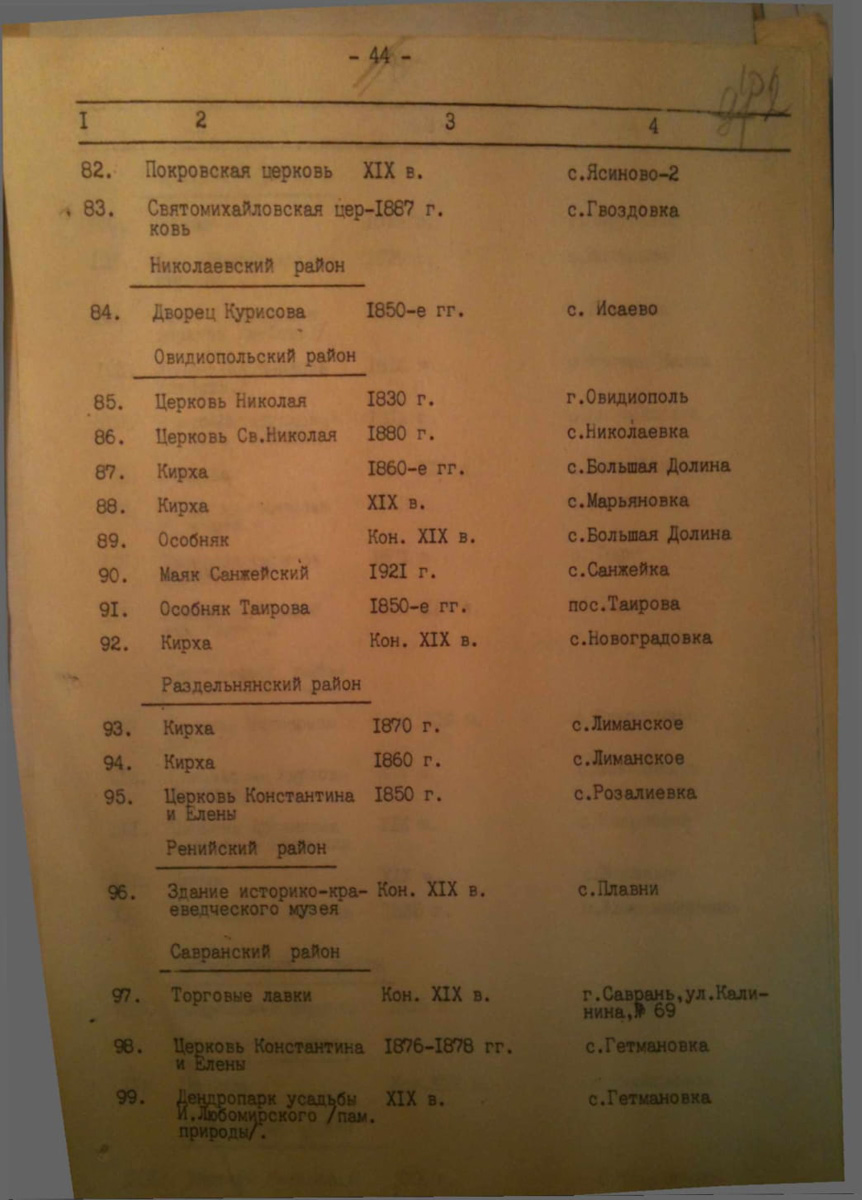 - 44 -
I 2 3 4
82. Покровская церковь XIX в. с.Ясиново-2
83. Святомихайловская цер- I887 г. с.Гвоздовка
ковь
Николаевский район
84. Дворец Курисова I850-е гг. с. Исаево
Овидиопольский район
85. Церковь Николая I830 г. г.Овидиополь
86. Церковь Св.Николая I880 г. с.Николаевка
87. Кирха I860-е гг. с.Большая Долина
88. Кирха XIX в. с.Марьяновка
89. Особняк Кон. XIX в. с.Большая Долина
90. Маяк Санжейский I92I г. с.Санжейка
9I. Особняк Таирова I850-е гг. пос.Таирова
92. Кирха Кон. XIX в. с.Новоградовка
Раздельнянский район
93. Кирха I870 г. с.Лиманское
94. Кирха I860 г. с.Лиманское
95. Церковь Константина I850 г. с.Розалиевка
и Елены
Ренийский район
96. Здание историко-кра- Кон. XIX в. с.Плавни
еведческого музея
Савранский район
97. Торговые лавки Кон. XIX в. г.Саврань,ул.Кали-
нина,№ 69
98. Церковь Константина I876-I878 гг. с.Гетмановка
и Елены
99. Дендропарк усадьбы XIX в. с.Гетмановка
И.Любомирского /пам.
природы/.